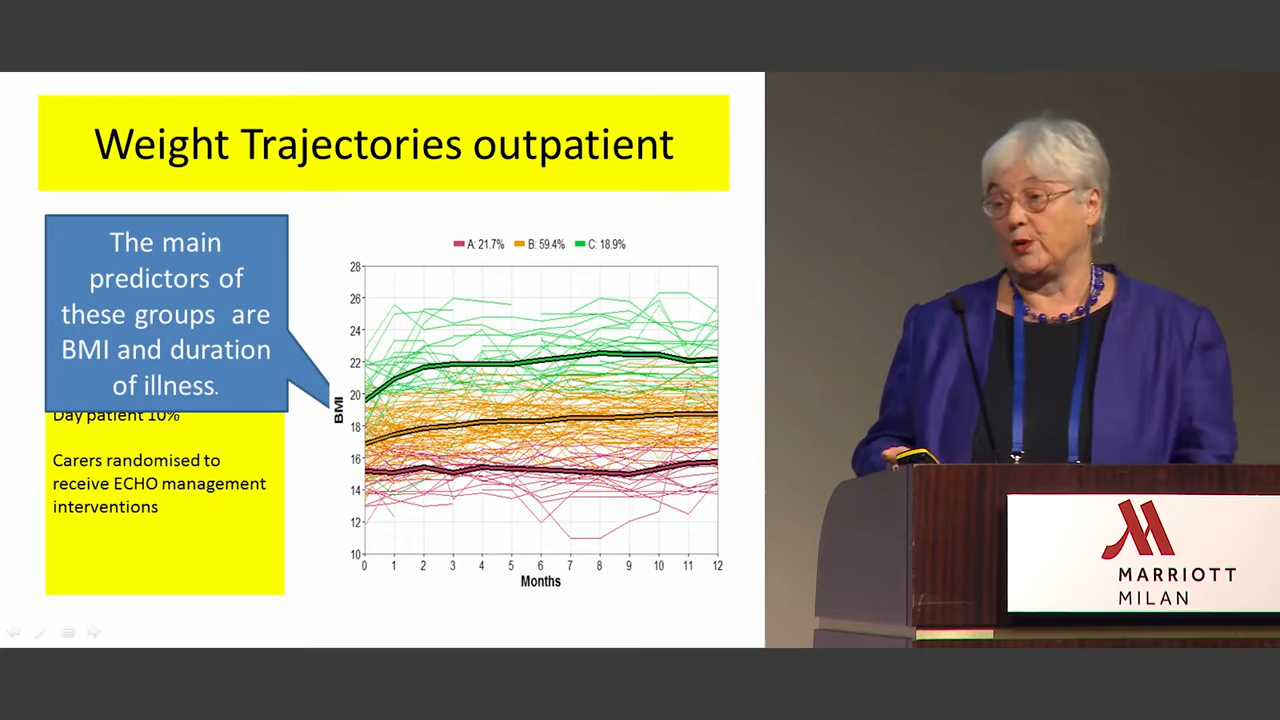 Weight Trajectories outpatient
The main
predictors of
these groups are
BMI and duration
of illness.
Day patient 10%
Carers randomised to
receive ECHO management
interventions
A: 21.7% B: 59.4% C: 18.9%
28
26
24
22
20
18
16
14
12
10
BMI
0 1 2 3 4 5 6 7 8 9 10 11 12
Months
MARRIOTT
MILAN